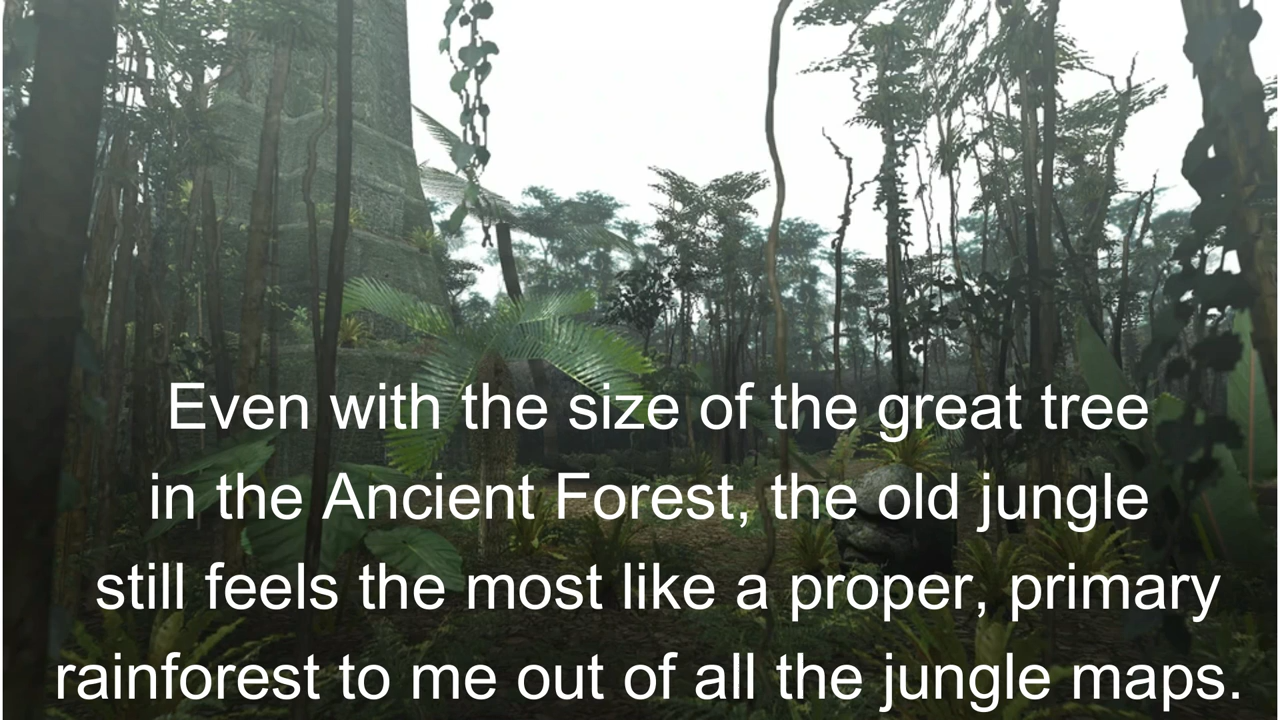 Even with the size of the great tree
in the Ancient Forest, the old jungle
still feels the most like a proper, primary
rainforest to me out of all the jungle maps.